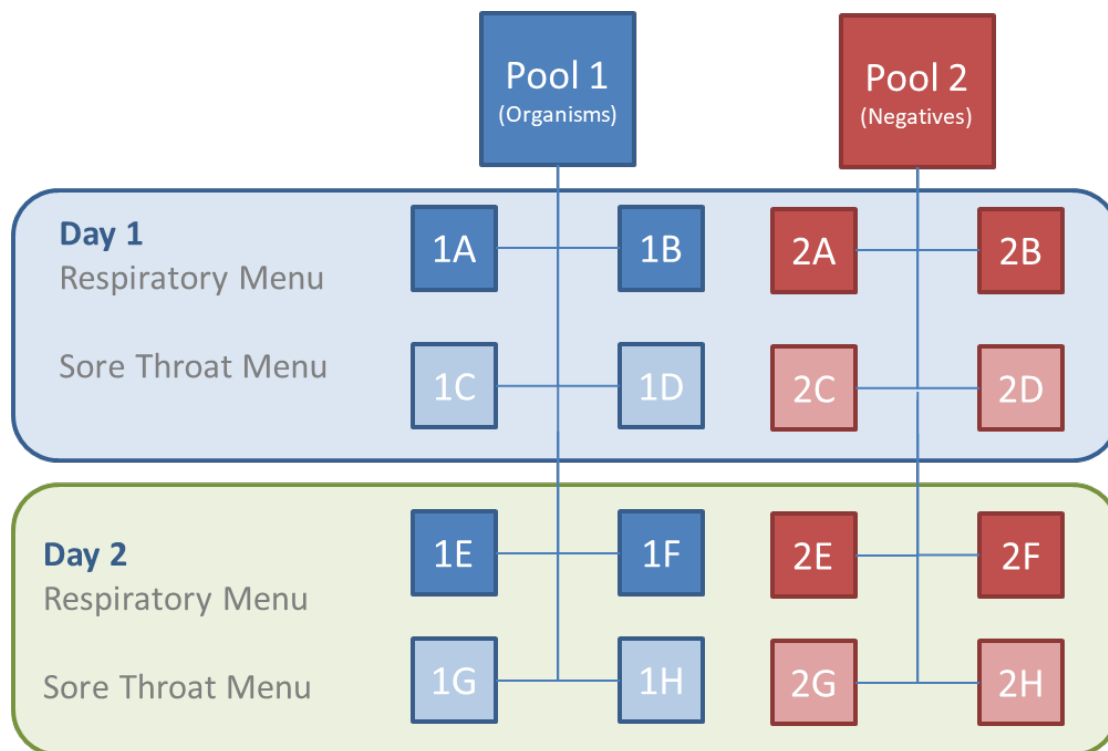 Pool 1
(Organisms)
Pool 2
(Negatives)
Day 1
Respiratory Menu
1A
1B
2A
2B
Sore Throat Menu
1C
1D
2C
2D
Day 2
Respiratory Menu
1E
1F
2E
2F
Sore Throat Menu
1G
1H
2G
2H